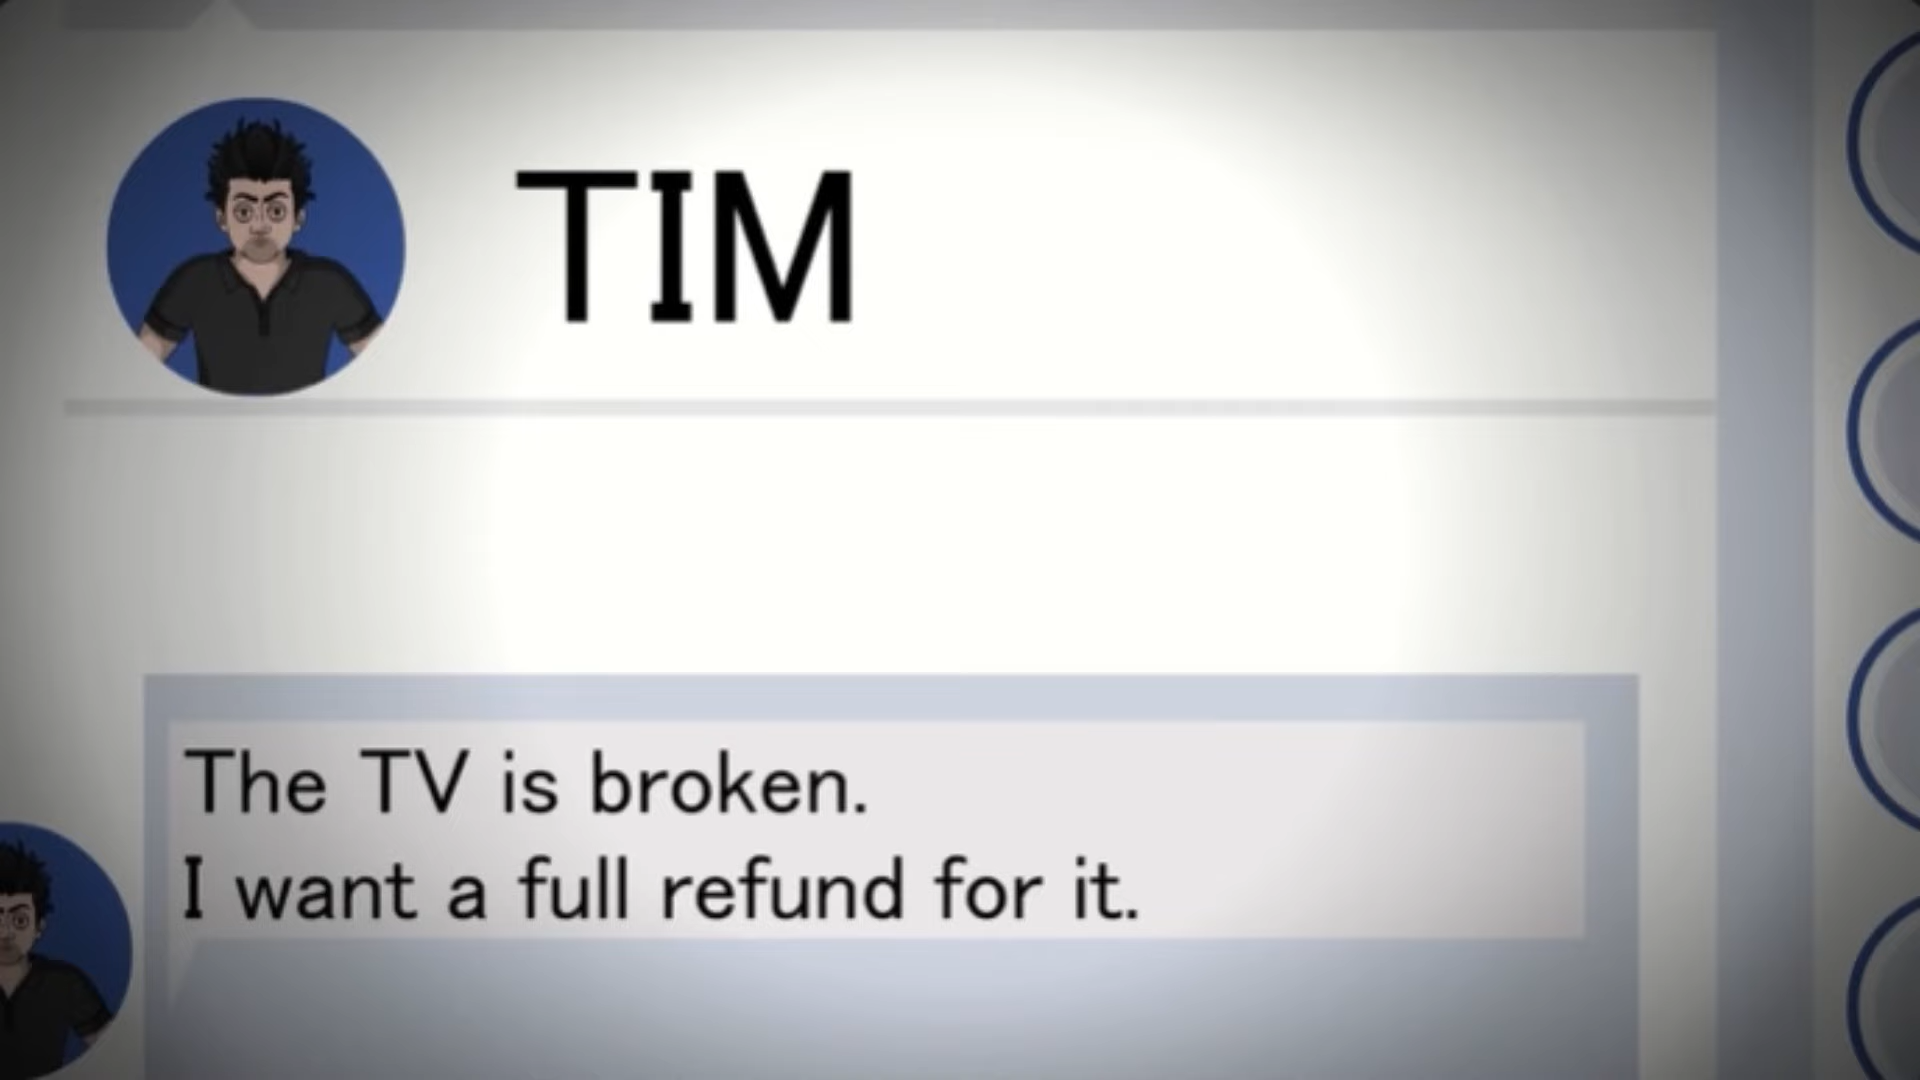 TIM
The TV is broken.
I want a full refund for it.